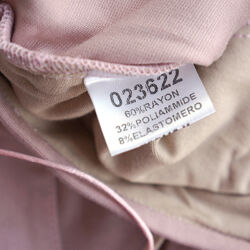 023622
60%RAYON
32%POLIAMMIDE
8%ELASTOMERO